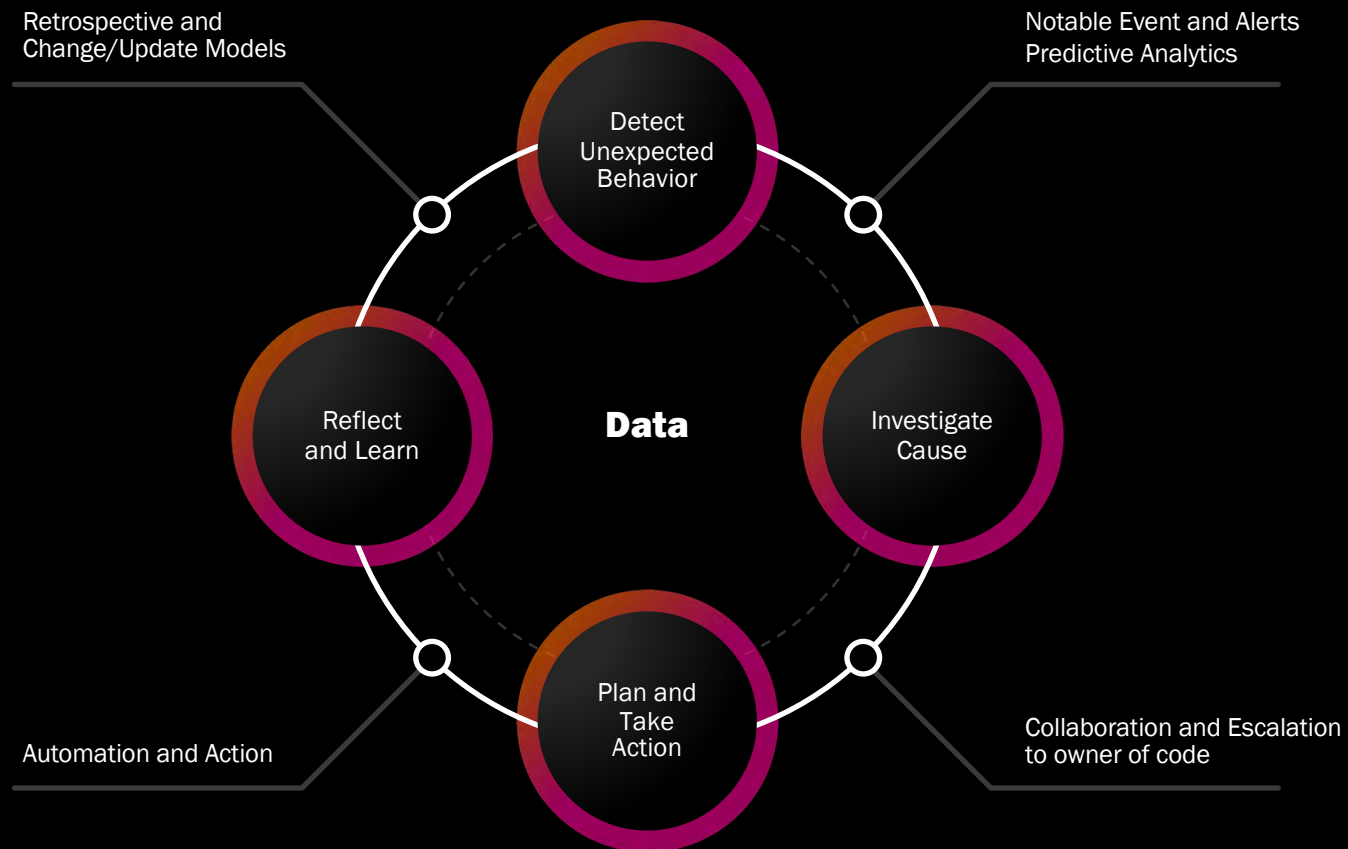 Retrospective and
Change/Update Models
Notable Event and Alerts
Predictive Analytics
Detect
Unexpected
Behavior
Reflect
and Learn
Data
Investigate
Cause
Plan and
Take
Action
Automation and Action
Collaboration and Escalation
to owner of code